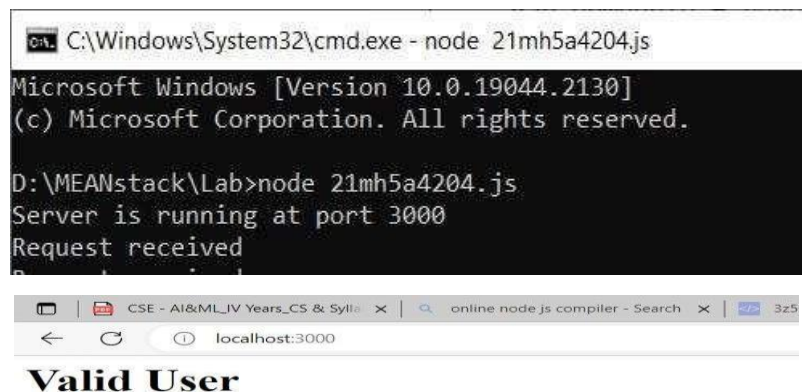 C:\Windows\System32\cmd.exe - node 21mh5a4204.js
Microsoft Windows [Version 10.0.19044.2130]
(c) Microsoft Corporation. All rights reserved.
D:\MEANstack\Lab>node 21mh5a4204.js
Server is running at port 3000
Request received
CSE - AI&ML_IV Years_CS & Sylla online node js compiler - Search 3z5
localhost:3000
Valid User